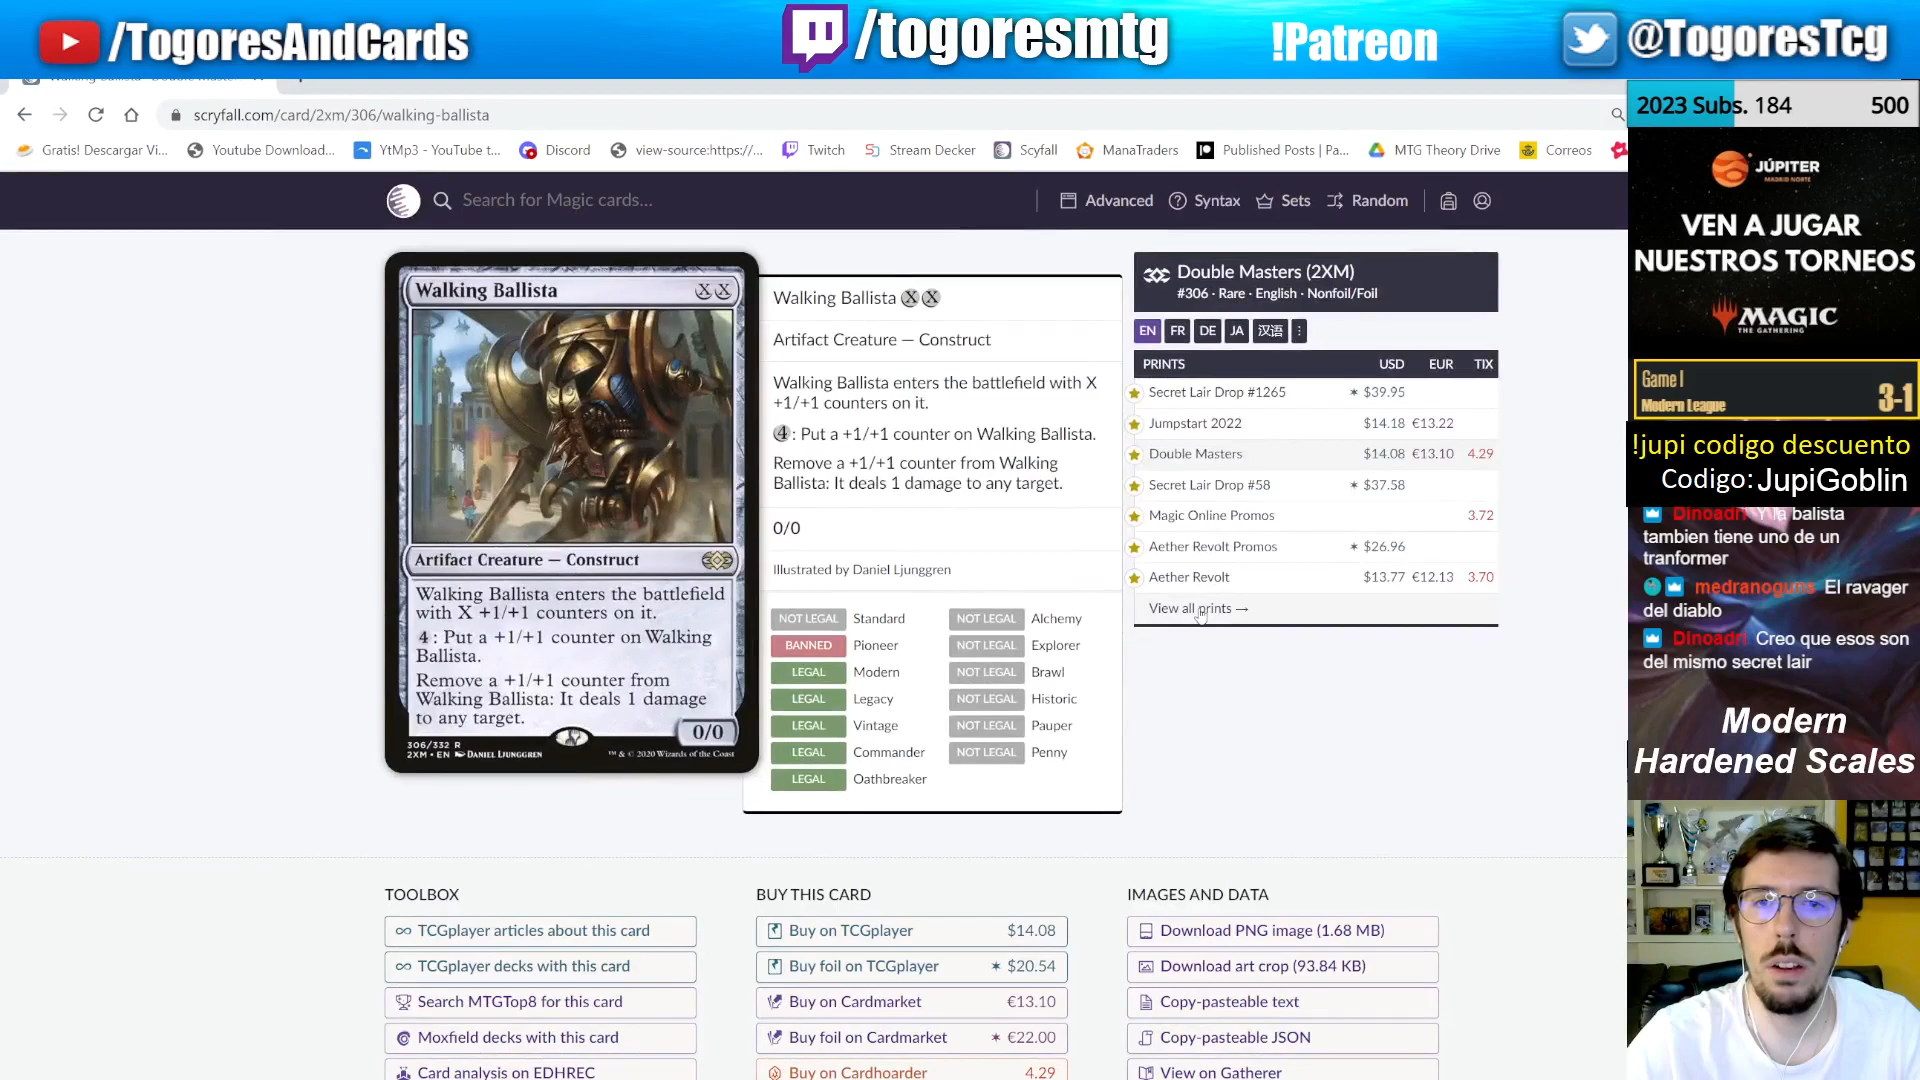 /TogoresAndCards
/togoresmtg
!Patreon
@TogoresTcg
scryfall.com/card/2xm/306/walking-ballista
Gratis! Descargar Vi...
Youtube Download...
YtMp3 - YouTube t...
Discord
view-source:https://...
Twitch
Stream Decker
Scyfall
ManaTraders
Published Posts | Pa...
MTG Theory Drive
Correos
Search for Magic cards...
Advanced
Syntax
Sets
Random
Walking Ballista XX
Artifact Creature — Construct
Walking Ballista enters the battlefield
with X +1/+1 counters on it.
4: Put a +1/+1 counter on Walking
Ballista.
Remove a +1/+1 counter from
Walking Ballista: It deals 1 damage
to any target.
0/0
306/332 R
2XM • EN DANIEL LJUNGGREN
™ & © 2020 Wizards of the Coast
Walking Ballista XX
Artifact Creature — Construct
Walking Ballista enters the battlefield with X
+1/+1 counters on it.
4: Put a +1/+1 counter on Walking Ballista.
Remove a +1/+1 counter from Walking
Ballista: It deals 1 damage to any target.
0/0
Illustrated by Daniel Ljunggren
NOT LEGAL Standard NOT LEGAL Alchemy
BANNED Pioneer NOT LEGAL Explorer
LEGAL Modern NOT LEGAL Brawl
LEGAL Legacy NOT LEGAL Historic
LEGAL Vintage NOT LEGAL Pauper
LEGAL Commander NOT LEGAL Penny
LEGAL Oathbreaker
Double Masters (2XM)
#306 · Rare · English · Nonfoil/Foil
EN FR DE JA 汉语
PRINTS USD EUR TIX
Secret Lair Drop #1265 $39.95
Jumpstart 2022 $14.18 €13.22
Double Masters $14.08 €13.10 4.29
Secret Lair Drop #58 $37.58
Magic Online Promos 3.72
Aether Revolt Promos $26.96
Aether Revolt $13.77 €12.13 3.70
View all prints →
TOOLBOX
TCGplayer articles about this card
TCGplayer decks with this card
Search MTGTop8 for this card
Moxfield decks with this card
Card analysis on EDHREC
BUY THIS CARD
Buy on TCGplayer $14.08
Buy foil on TCGplayer $20.54
Buy on Cardmarket €13.10
Buy foil on Cardmarket €22.00
Buy on Cardhoarder 4.29
IMAGES AND DATA
Download PNG image (1.68 MB)
Download art crop (93.84 KB)
Copy-pasteable text
Copy-pasteable JSON
View on Gatherer
2023 Subs. 184 500
JÚPITER
MADRID NORTE
VEN A JUGAR
NUESTROS TORNEOS
MAGIC
THE GATHERING
Game 1
Modern League 3-1
!jupi codigo descuento
Codigo: JupiGoblin
Dinoadri Y la balista
tambien tiene uno de un
tranformer
medranoguns El ravager
del diablo
Dinoadri Creo que esos son
del mismo secret lair
Modern
Hardened Scales